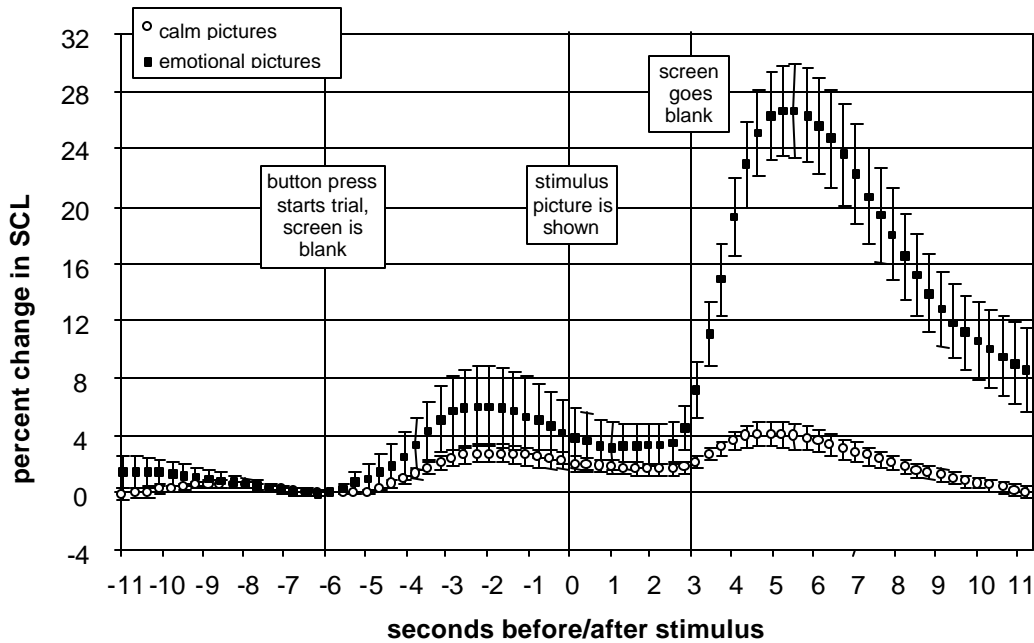 calm pictures
emotional pictures
32
28
24
20
16
12
8
4
0
-4
percent change in SCL
button press
starts trial,
screen is
blank
stimulus
picture is
shown
screen
goes
blank
-11 -10 -9 -8 -7 -6 -5 -4 -3 -2 -1 0 1 2 3 4 5 6 7 8 9 10 11
seconds before/after stimulus